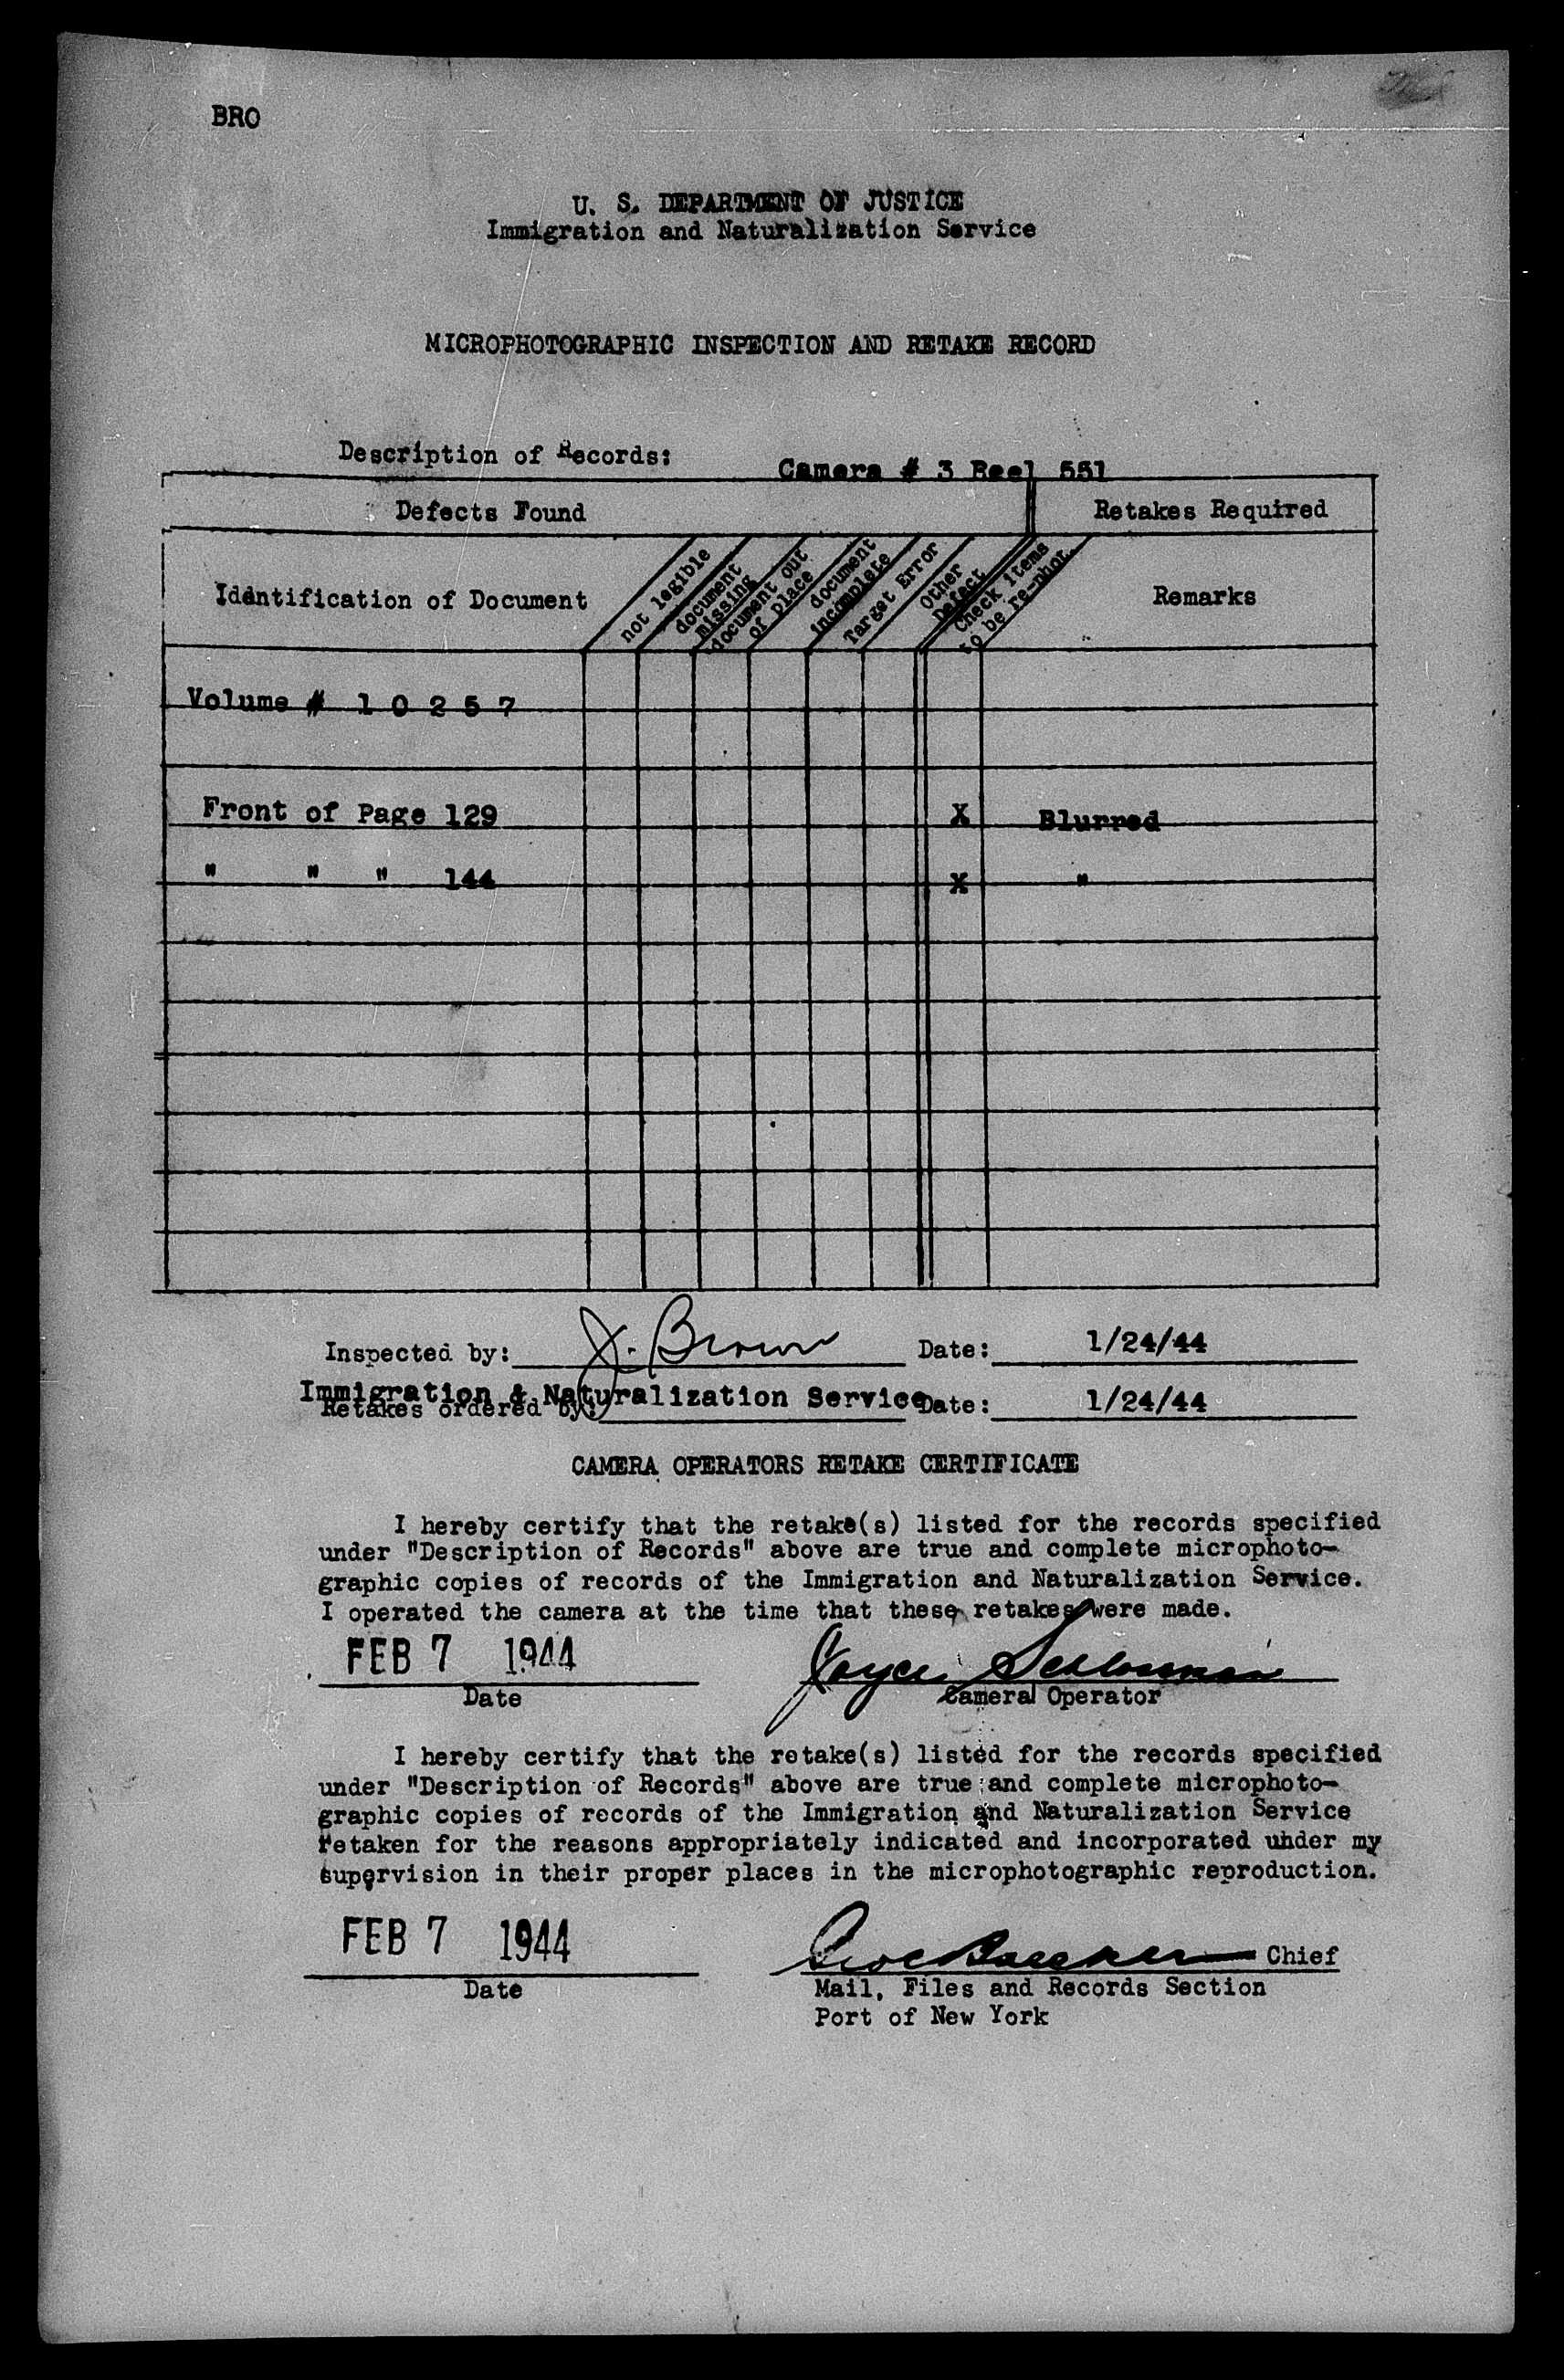 BRO
U. S. DEPARTMENT OF JUSTICE
Immigration and Naturalization Service
MICROPHOTOGRAPHIC INSPECTION AND RETAKE RECORD
Description of Records: Camera # 3 Reel 551
Defects Found Retakes Required
Identification of Document
not legible
document missing
document out of place
document incomplete
Target Error
Other Defect
Check items to be re-phot.
Remarks
Volume # 1 0 2 5 7
Front of Page 129 X Blurred
" " " 144 X "
Inspected by: J. Brown Date: 1/24/44
Immigration & Naturalization Service
Retakes ordered by: Date: 1/24/44
CAMERA OPERATORS RETAKE CERTIFICATE
I hereby certify that the retake(s) listed for the records specified
under "Description of Records" above are true and complete microphoto-
graphic copies of records of the Immigration and Naturalization Service.
I operated the camera at the time that these retakes were made.
FEB 7 1944 Joyce
Date Camera Operator
I hereby certify that the retake(s) listed for the records specified
under "Description of Records" above are true and complete microphoto-
graphic copies of records of the Immigration and Naturalization Service
retaken for the reasons appropriately indicated and incorporated under my
supervision in their proper places in the microphotographic reproduction.
FEB 7 1944 Chief
Date Mail, Files and Records Section
Port of New York